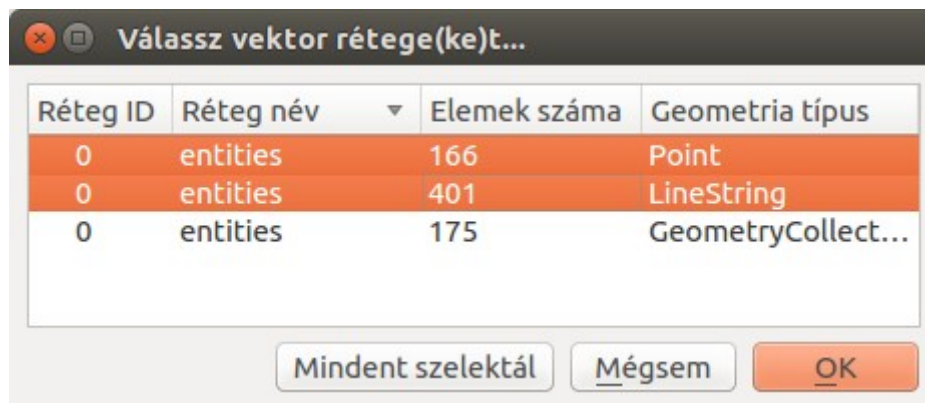 Válassz vektor rétege(ke)t...
Réteg ID Réteg név Elemek száma Geometria típus
0 entities 166 Point
0 entities 401 LineString
0 entities 175 GeometryCollect...
Mindent szelektál Mégsem OK